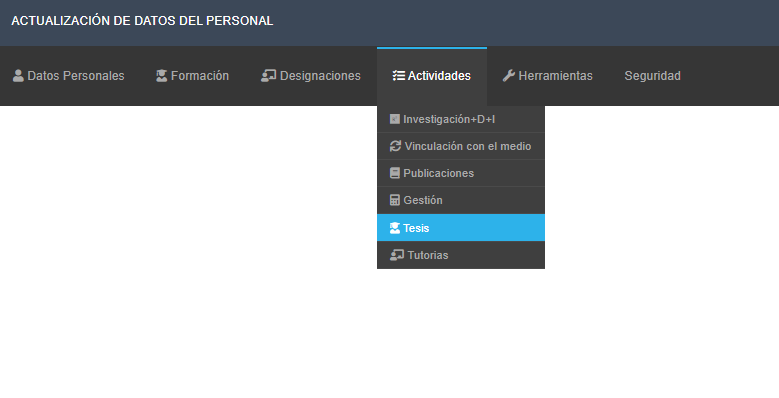 ACTUALIZACIÓN DE DATOS DEL PERSONAL
Datos Personales Formación Designaciones Actividades Herramientas Seguridad
Investigación+D+I
Vinculación con el medio
Publicaciones
Gestión
Tesis
Tutorias